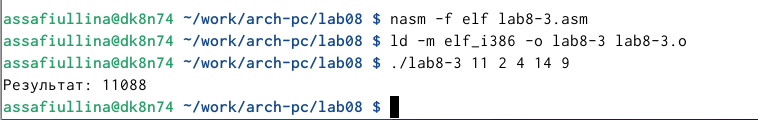 assafiullina@dk8n74 ~/work/arch-pc/lab08 $ nasm -f elf lab8-3.asm
assafiullina@dk8n74 ~/work/arch-pc/lab08 $ ld -m elf_i386 -o lab8-3 lab8-3.o
assafiullina@dk8n74 ~/work/arch-pc/lab08 $ ./lab8-3 11 2 4 14 9
Результат: 11088
assafiullina@dk8n74 ~/work/arch-pc/lab08 $